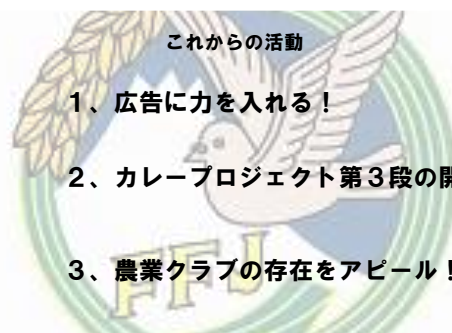 これからの活動
1、広告に力を入れる！
2、カレープロジェクト第3段の開
3、農業クラブの存在をアピール！
FFJ